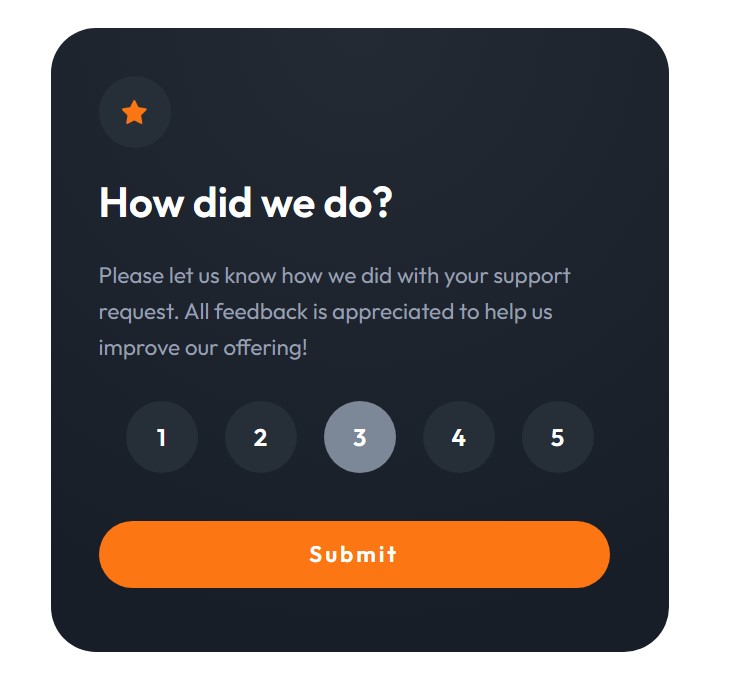 How did we do?
Please let us know how we did with your support
request. All feedback is appreciated to help us
improve our offering!
1 2 3 4 5
Submit